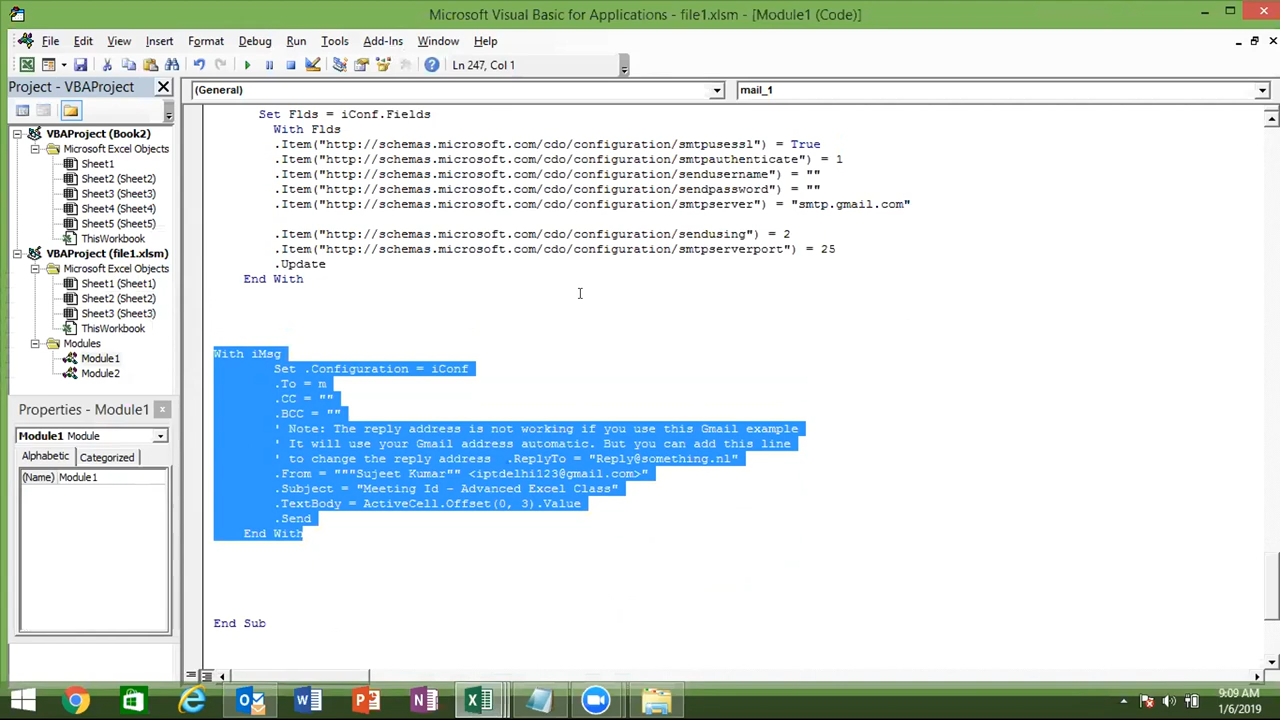 Microsoft Visual Basic for Applications - file1.xlsm - [Module1 (Code)]
File Edit View Insert Format Debug Run Tools Add-Ins Window Help
Ln 247, Col 1
Project - VBAProject
(General)
mail_1
VBAProject (Book2)
Microsoft Excel Objects
Sheet1
Sheet2 (Sheet2)
Sheet3 (Sheet3)
Sheet4 (Sheet4)
Sheet5 (Sheet5)
ThisWorkbook
VBAProject (file1.xlsm)
Microsoft Excel Objects
Sheet1 (Sheet1)
Sheet2 (Sheet2)
Sheet3 (Sheet3)
ThisWorkbook
Modules
Module1
Module2
Properties - Module1
Module1 Module
Alphabetic Categorized
(Name) Module1
Set Flds = iConf.Fields
With Flds
.Item("http://schemas.microsoft.com/cdo/configuration/smtpusessl") = True
.Item("http://schemas.microsoft.com/cdo/configuration/smtpauthenticate") = 1
.Item("http://schemas.microsoft.com/cdo/configuration/sendusername") = ""
.Item("http://schemas.microsoft.com/cdo/configuration/sendpassword") = ""
.Item("http://schemas.microsoft.com/cdo/configuration/smtpserver") = "smtp.gmail.com"
.Item("http://schemas.microsoft.com/cdo/configuration/sendusing") = 2
.Item("http://schemas.microsoft.com/cdo/configuration/smtpserverport") = 25
.Update
End With
With iMsg
Set .Configuration = iConf
.To = m
.CC = ""
.BCC = ""
' Note: The reply address is not working if you use this Gmail example
' It will use your Gmail address automatic. But you can add this line
' to change the reply address .ReplyTo = "Reply@something.nl"
.From = """Sujeet Kumar"" <iptdelhi123@gmail.com>"
.Subject = "Meeting Id - Advanced Excel Class"
.TextBody = ActiveCell.Offset(0, 3).Value
.Send
End With
End Sub
9:09 AM
1/6/2019